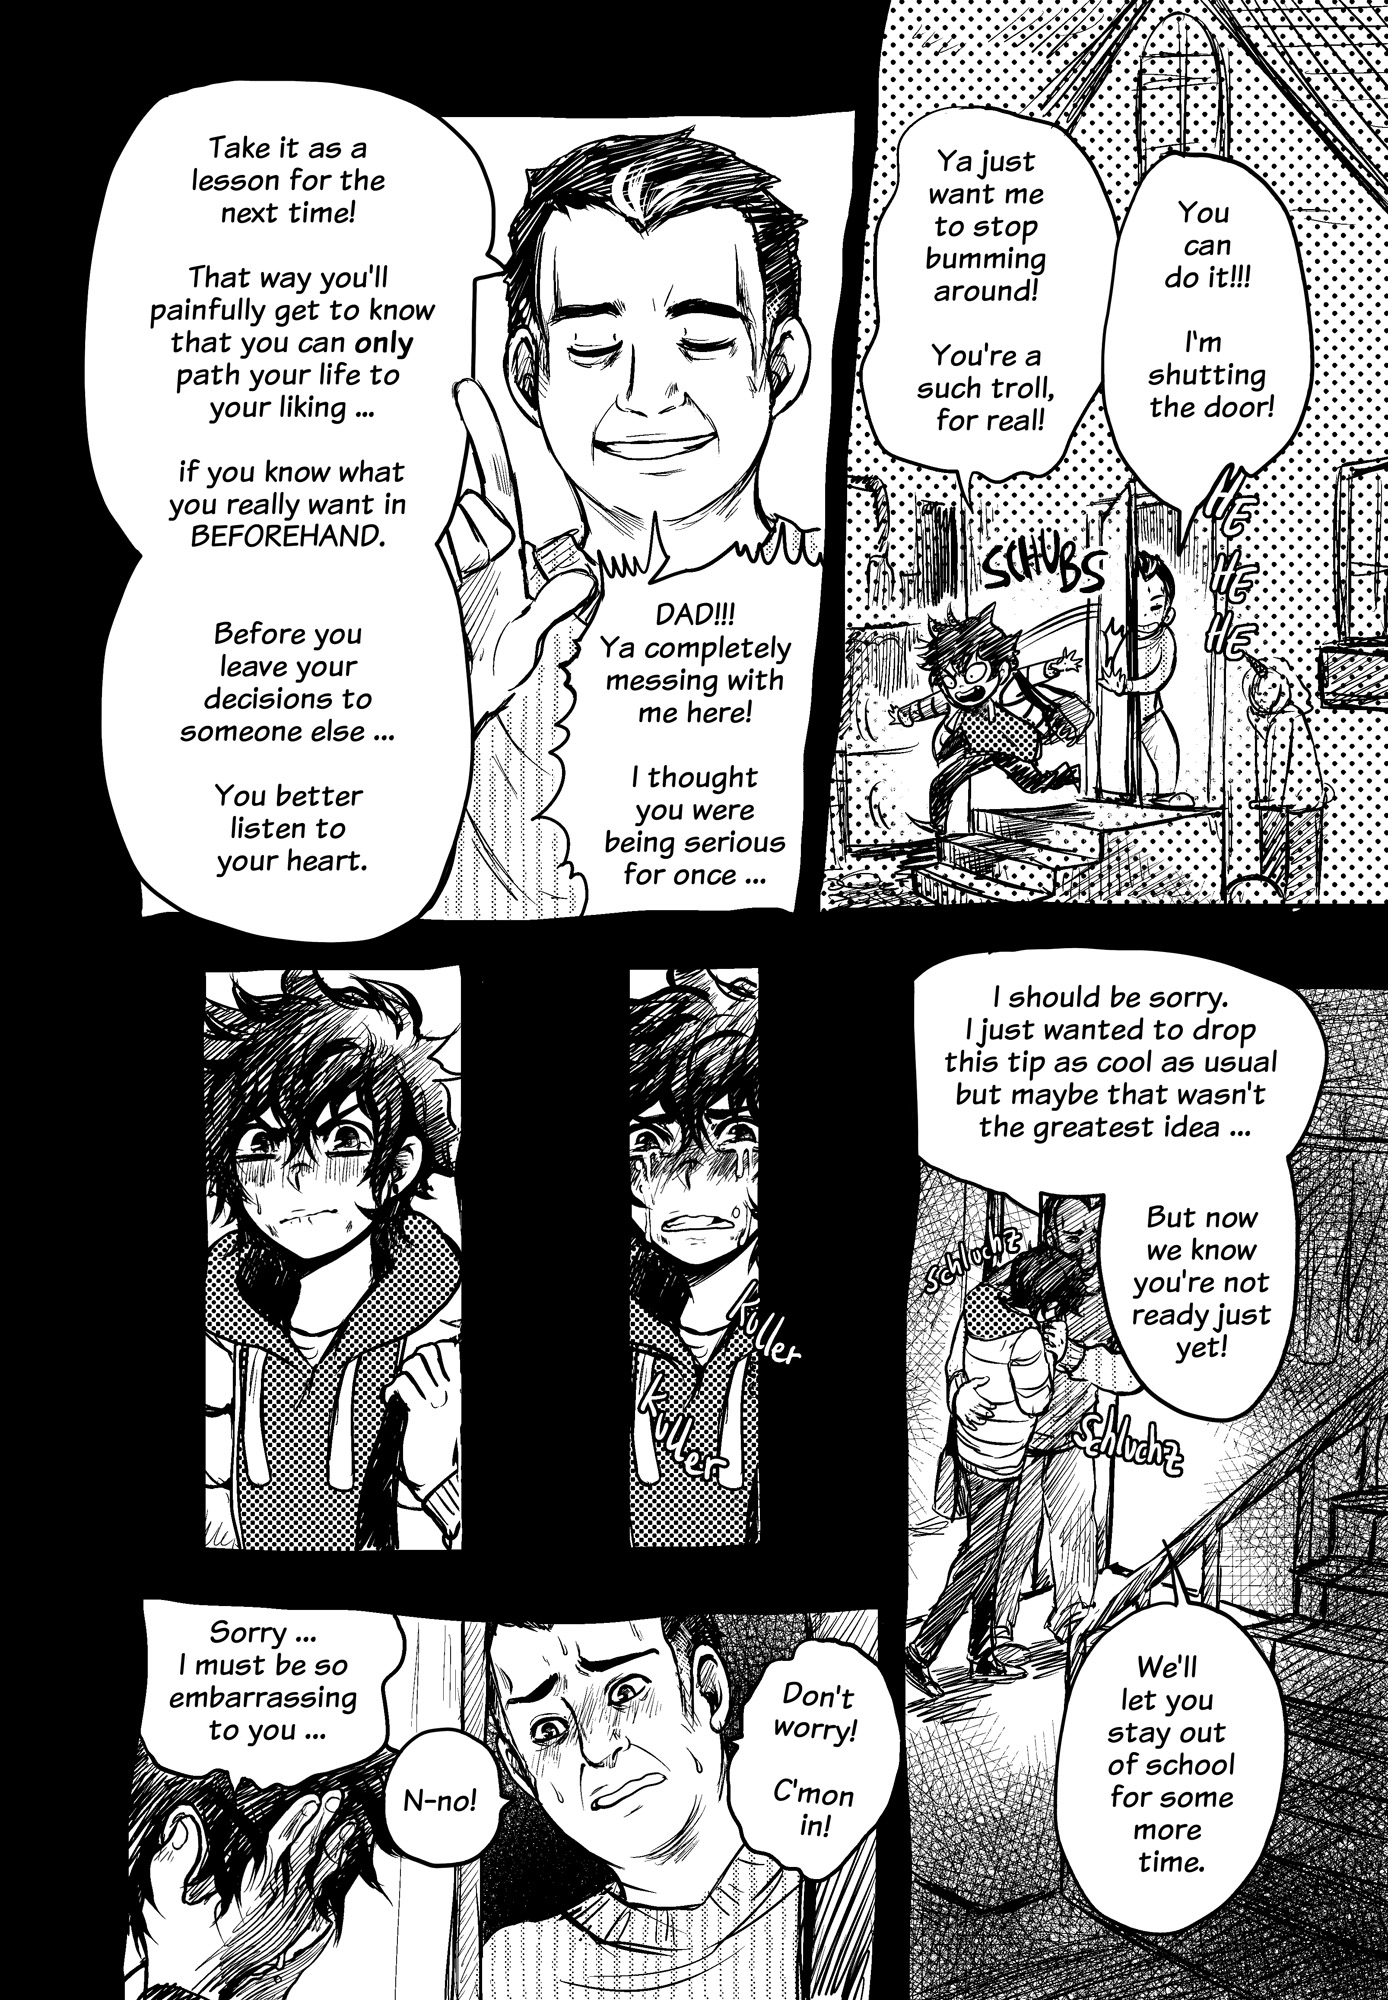 Take it as a
lesson for the
next time!
That way you'll
painfully get to know
that you can only
path your life to
your liking ...
if you know what
you really want in
BEFOREHAND.
Before you
leave your
decisions to
someone else ...
You better
listen to
your heart.
DAD!!!
Ya completely
messing with
me here!
I thought
you were
being serious
for once ...
Ya just
want me
to stop
bumming
around!
You're a
such troll,
for real!
You
can
do it!!!
I'm
shutting
the door!
SCHUBS
HE
HE
HE
HE
Kuller
Kuller
I should be sorry.
I just wanted to drop
this tip as cool as usual
but maybe that wasn't
the greatest idea ...
But now
we know
you're not
ready just
yet!
Schluchz
Schluchz
Sorry ...
I must be so
embarrassing
to you ...
N-no!
Don't
worry!
C'mon
in!
We'll
let you
stay out
of school
for some
more
time.